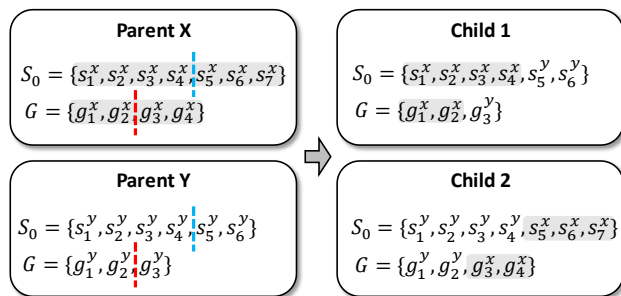 Parent X
$S_0 = \{s_1^x, s_2^x, s_3^x, s_4^x, s_5^x, s_6^x, s_7^x\}$
$G = \{g_1^x, g_2^x, g_3^x, g_4^x\}$
Parent Y
$S_0 = \{s_1^y, s_2^y, s_3^y, s_4^y, s_5^y, s_6^y\}$
$G = \{g_1^y, g_2^y, g_3^y\}$
Child 1
$S_0 = \{s_1^x, s_2^x, s_3^x, s_4^x, s_5^y, s_6^y\}$
$G = \{g_1^x, g_2^x, g_3^y\}$
Child 2
$S_0 = \{s_1^y, s_2^y, s_3^y, s_4^y, s_5^x, s_6^x, s_7^x\}$
$G = \{g_1^y, g_2^y, g_3^x, g_4^x\}$